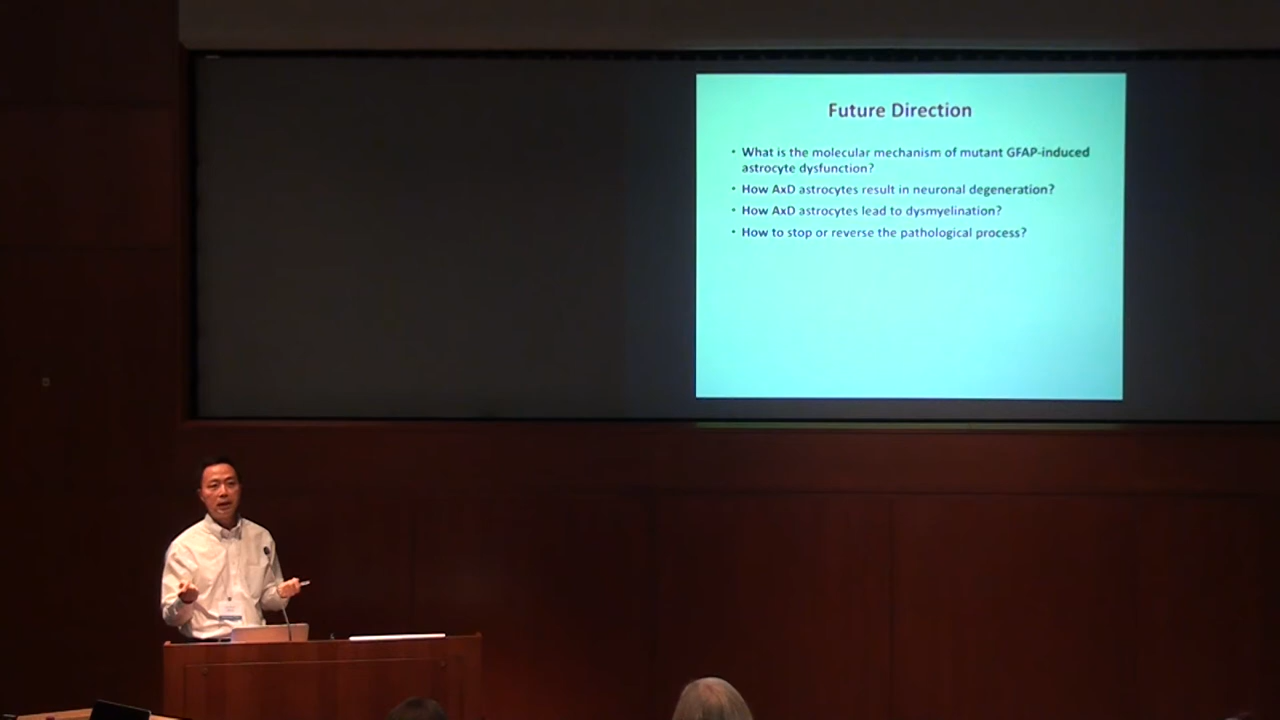 Future Direction
• What is the molecular mechanism of mutant GFAP-induced
astrocyte dysfunction?
• How AxD astrocytes result in neuronal degeneration?
• How AxD astrocytes lead to dysmyelination?
• How to stop or reverse the pathological process?